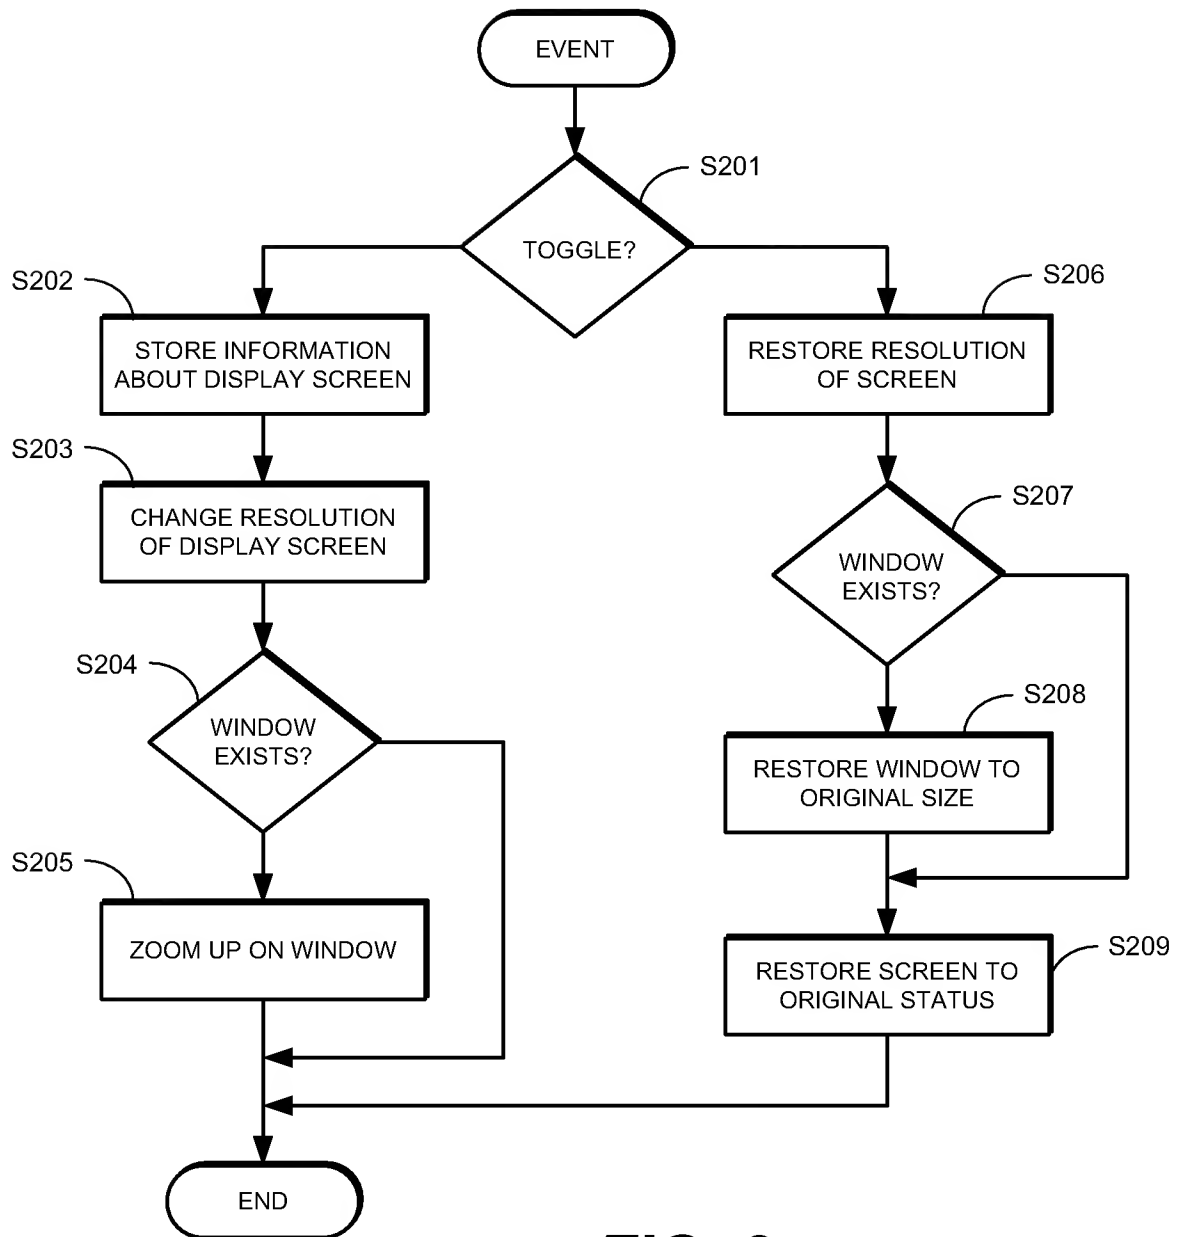 EVENT
S201
TOGGLE?
S202
STORE INFORMATION
ABOUT DISPLAY SCREEN
S203
CHANGE RESOLUTION
OF DISPLAY SCREEN
S204
WINDOW
EXISTS?
S205
ZOOM UP ON WINDOW
S206
RESTORE RESOLUTION
OF SCREEN
S207
WINDOW
EXISTS?
S208
RESTORE WINDOW TO
ORIGINAL SIZE
S209
RESTORE SCREEN TO
ORIGINAL STATUS
END